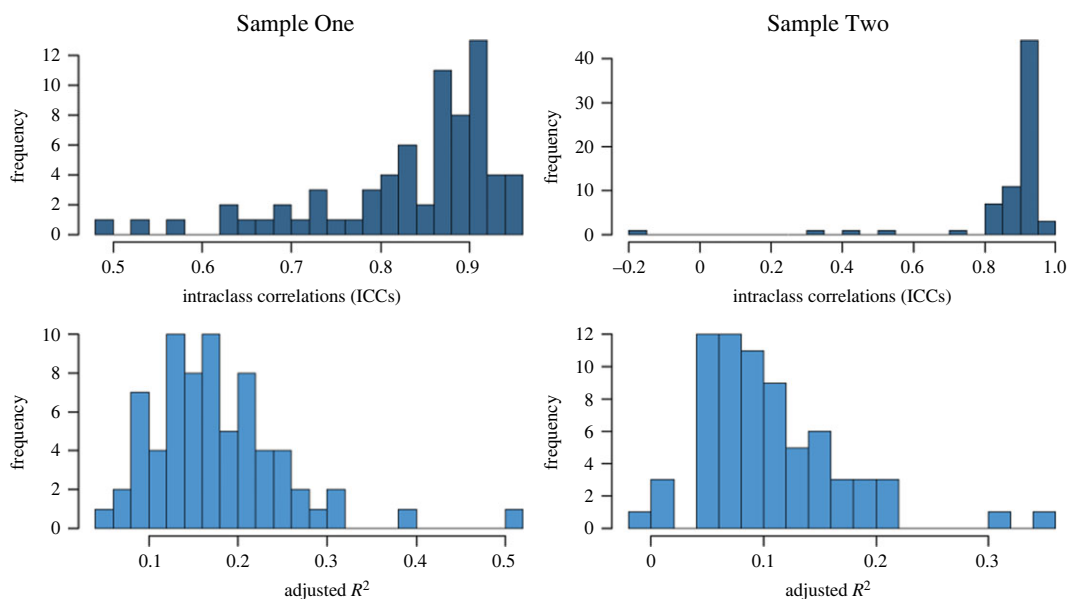 Sample One
12
10
8
6
4
2
0
frequency
0.5 0.6 0.7 0.8 0.9
intraclass correlations (ICCs)
Sample Two
40
30
20
10
0
frequency
–0.2 0 0.2 0.4 0.6 0.8 1.0
intraclass correlations (ICCs)
10
8
6
4
2
0
frequency
0.1 0.2 0.3 0.4 0.5
adjusted R²
12
10
8
6
4
2
0
frequency
0 0.1 0.2 0.3
adjusted R²